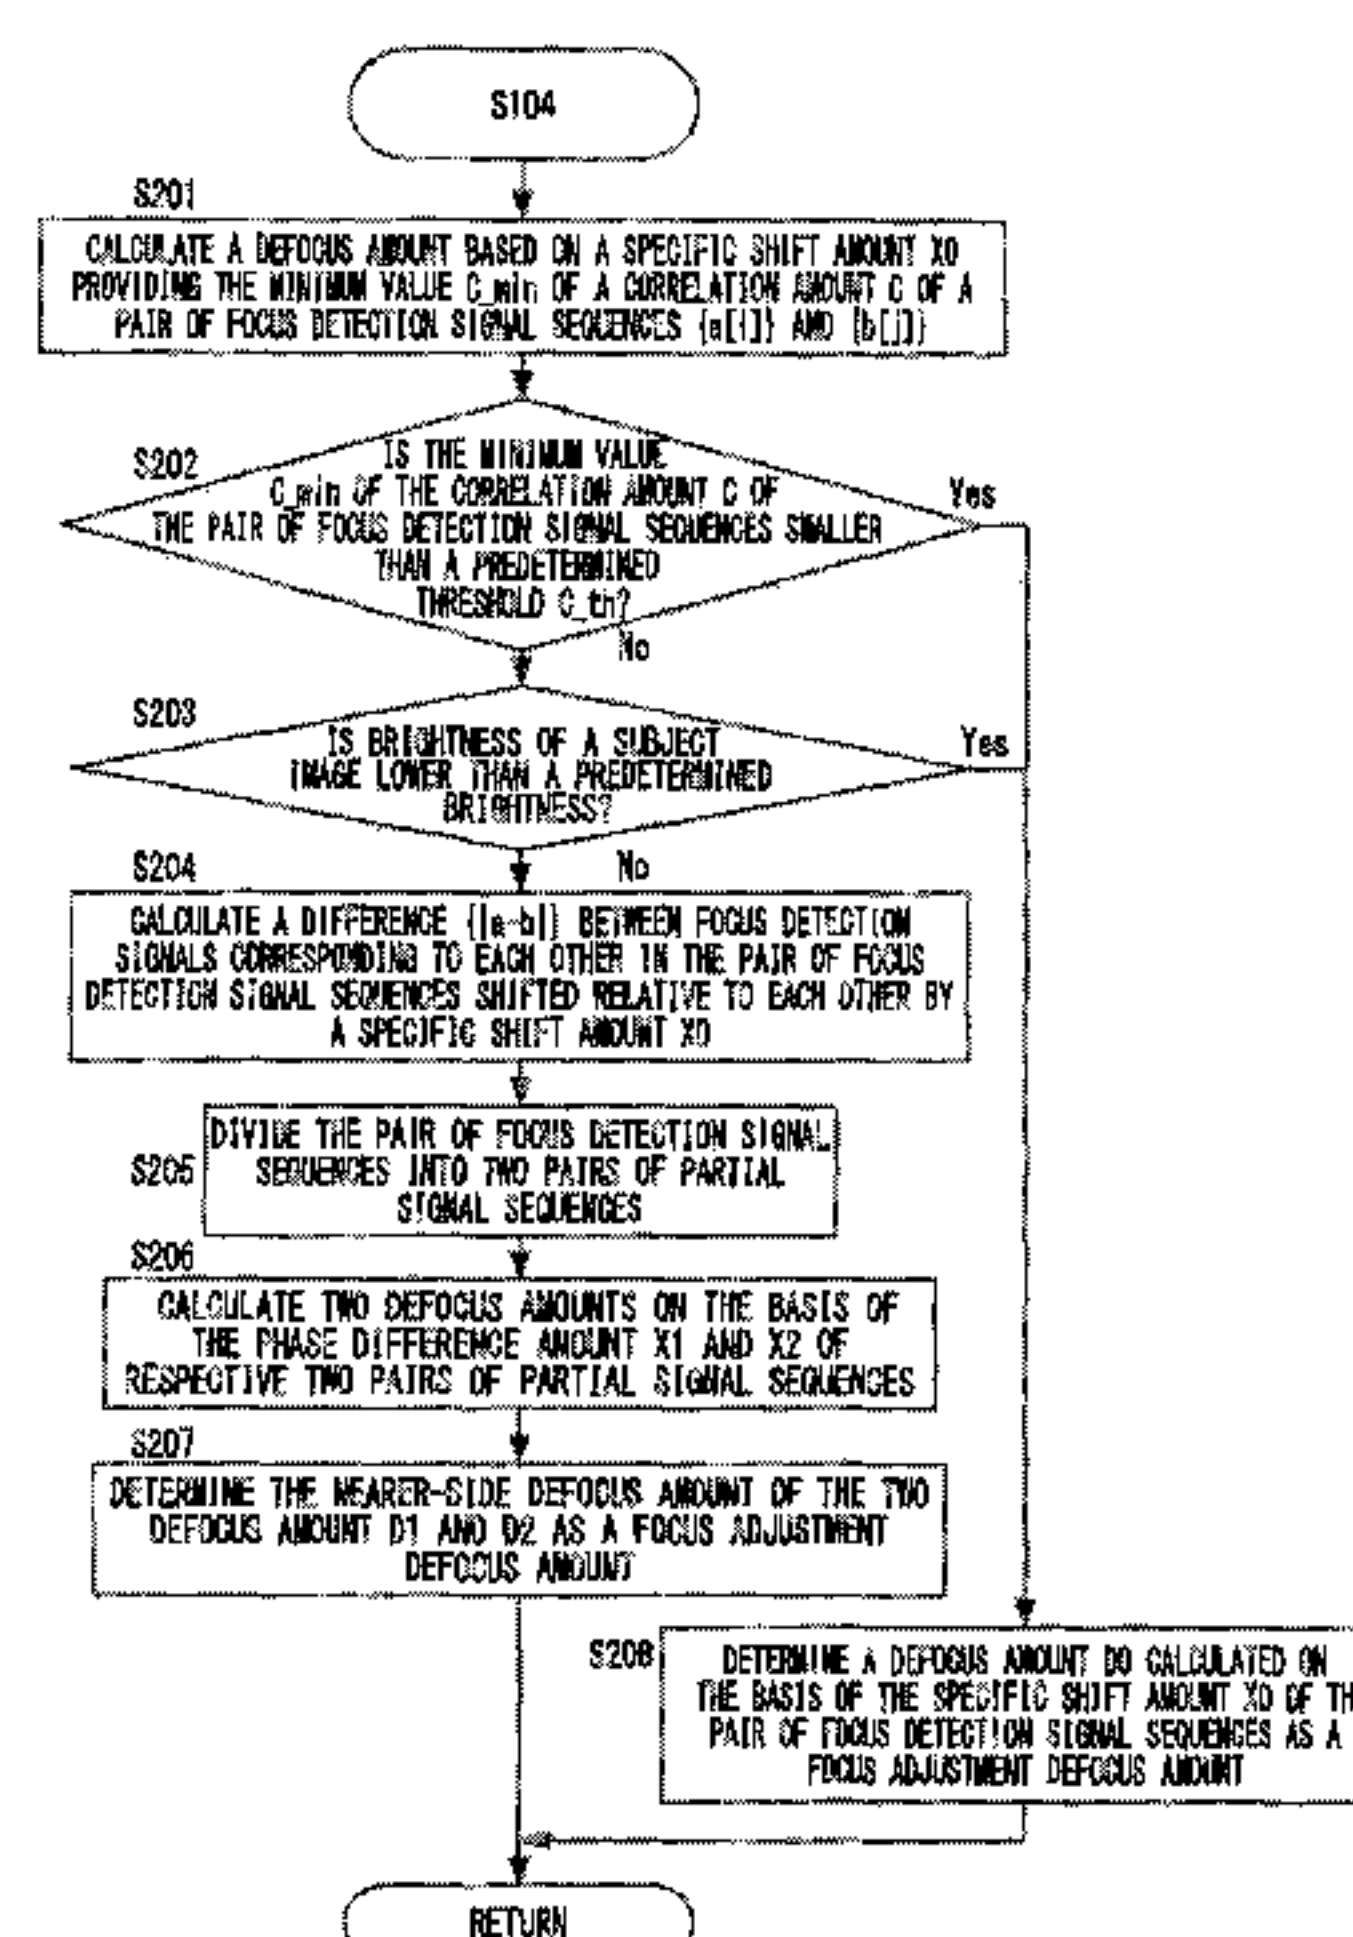 S104
S201
CALCULATE A DEFOCUS AMOUNT BASED ON A SPECIFIC SHIFT AMOUNT X0
PROVIDING THE MINIMUM VALUE C_min OF A CORRELATION AMOUNT C OF A
PAIR OF FOCUS DETECTION SIGNAL SEQUENCES {a[i]} AND {b[j]}
S202
IS THE MINIMUM VALUE
C_min OF THE CORRELATION AMOUNT C OF
THE PAIR OF FOCUS DETECTION SIGNAL SEQUENCES SMALLER
THAN A PREDETERMINED
THRESHOLD C_th?
Yes
No
S203
IS BRIGHTNESS OF A SUBJECT
IMAGE LOWER THAN A PREDETERMINED
BRIGHTNESS?
Yes
No
S204
CALCULATE A DIFFERENCE {|a-b|} BETWEEN FOCUS DETECTION
SIGNALS CORRESPONDING TO EACH OTHER IN THE PAIR OF FOCUS
DETECTION SIGNAL SEQUENCES SHIFTED RELATIVE TO EACH OTHER BY
A SPECIFIC SHIFT AMOUNT X0
S205
DIVIDE THE PAIR OF FOCUS DETECTION SIGNAL
SEQUENCES INTO TWO PAIRS OF PARTIAL
SIGNAL SEQUENCES
S206
CALCULATE TWO DEFOCUS AMOUNTS ON THE BASIS OF
THE PHASE DIFFERENCE AMOUNT X1 AND X2 OF
RESPECTIVE TWO PAIRS OF PARTIAL SIGNAL SEQUENCES
S207
DETERMINE THE NEARER-SIDE DEFOCUS AMOUNT OF THE TWO
DEFOCUS AMOUNT D1 AND D2 AS A FOCUS ADJUSTMENT
DEFOCUS AMOUNT
S208
DETERMINE A DEFOCUS AMOUNT D0 CALCULATED ON
THE BASIS OF THE SPECIFIC SHIFT AMOUNT X0 OF TH
PAIR OF FOCUS DETECTION SIGNAL SEQUENCES AS A
FOCUS ADJUSTMENT DEFOCUS AMOUNT
RETURN